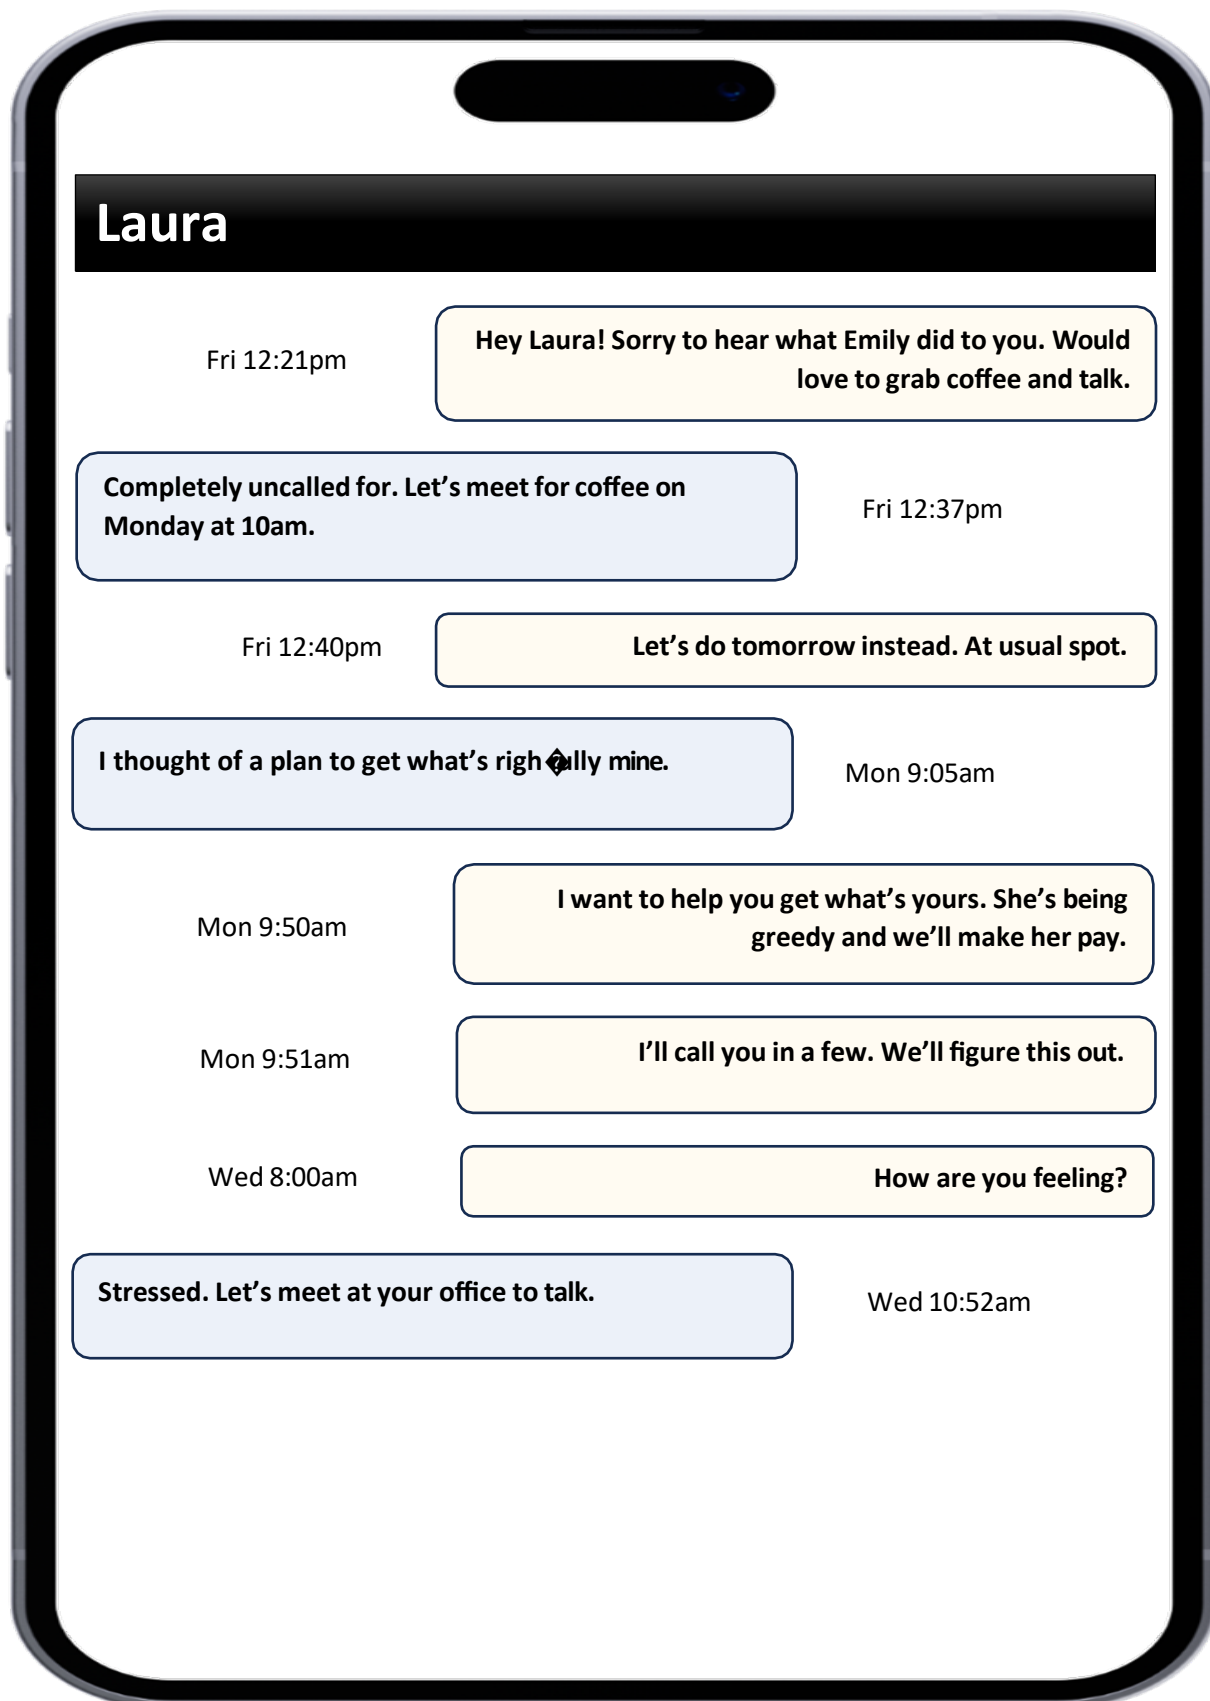 Laura
Fri 12:21pm
Hey Laura! Sorry to hear what Emily did to you. Would
love to grab coffee and talk.
Completely uncalled for. Let’s meet for coffee on
Monday at 10am.
Fri 12:37pm
Fri 12:40pm
Let’s do tomorrow instead. At usual spot.
I thought of a plan to get what’s righ�ully mine.
Mon 9:05am
Mon 9:50am
I want to help you get what’s yours. She’s being
greedy and we’ll make her pay.
Mon 9:51am
I’ll call you in a few. We’ll figure this out.
Wed 8:00am
How are you feeling?
Stressed. Let’s meet at your office to talk.
Wed 10:52am